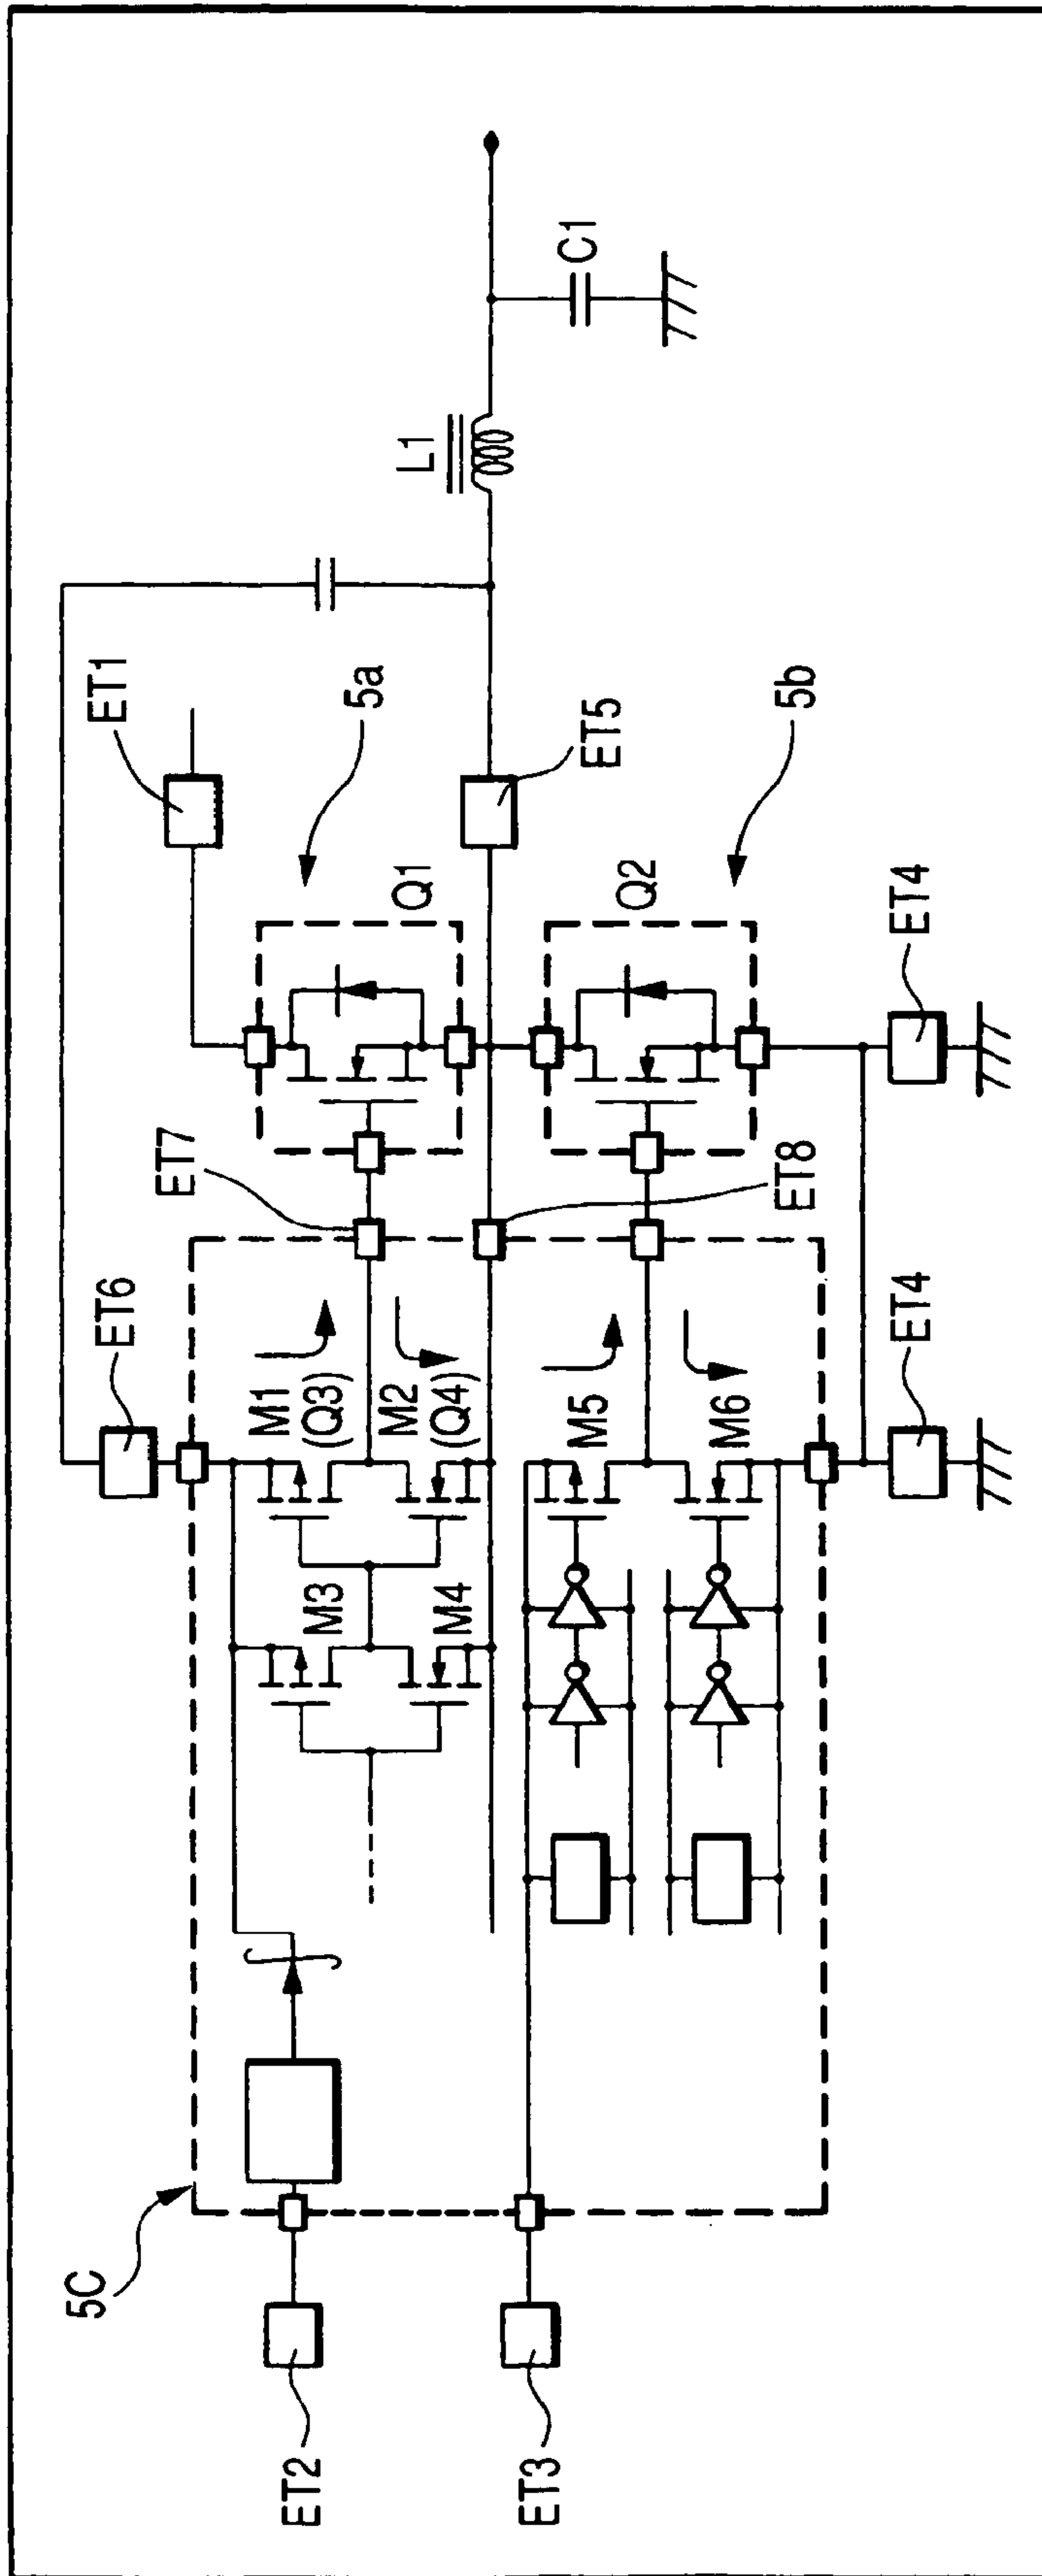 5C
ET6
ET1
ET7
ET2
M1
(Q3)
M3
5a
M2
(Q4)
Q1
L1
M4
ET3
M5
ET5
C1
Q2
M6
ET8
5b
ET4
ET4